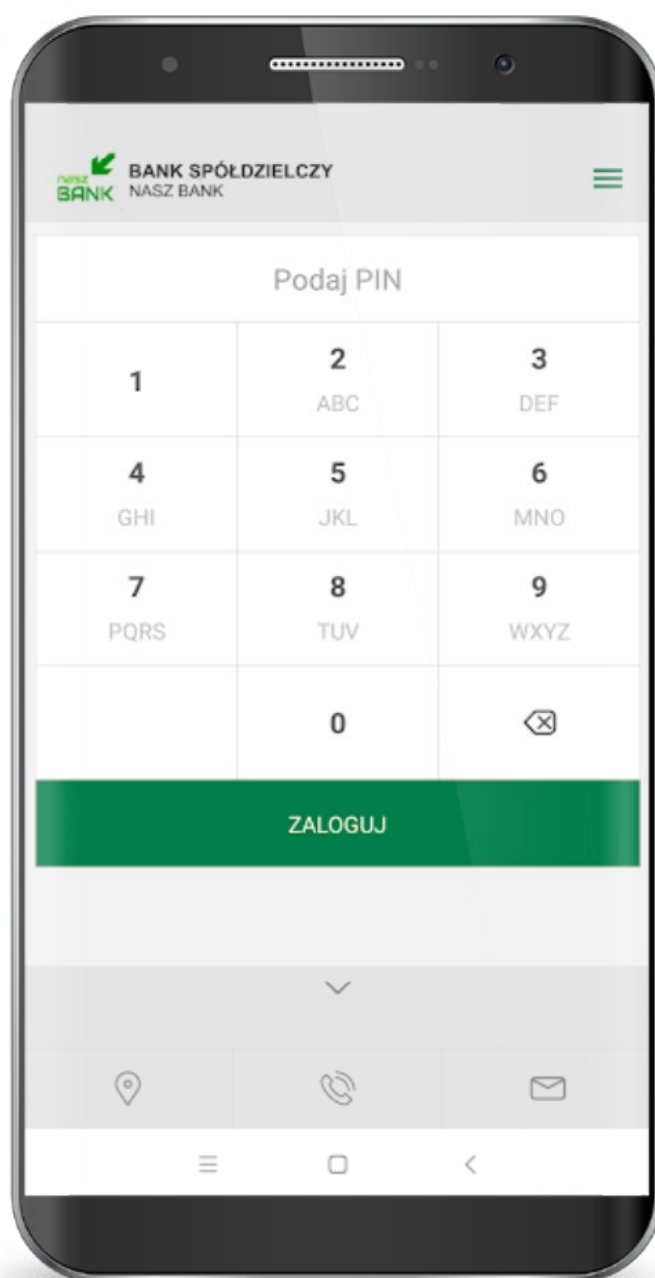 nasz
BANK
BANK SPÓŁDZIELCZY
NASZ BANK
Podaj PIN
1
2
ABC
3
DEF
4
GHI
5
JKL
6
MNO
7
PQRS
8
TUV
9
WXYZ
0
ZALOGUJ